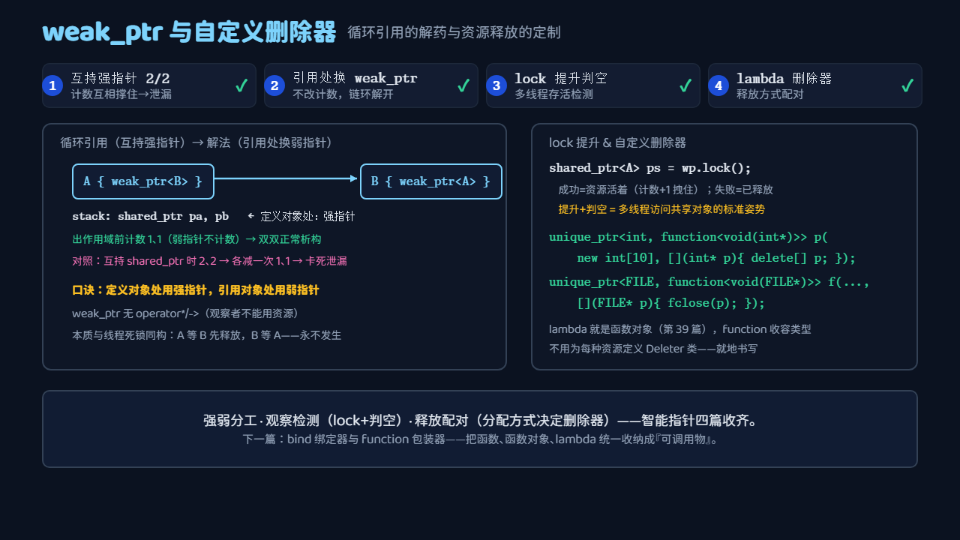 weak_ptr 与自定义删除器 循环引用的解药与资源释放的定制
1 互持强指针 2/2 ✓
计数互相撑住→泄漏
2 引用处换 weak_ptr ✓
不改计数，链环解开
3 lock 提升判空 ✓
多线程存活检测
4 lambda 删除器 ✓
释放方式配对
循环引用（互持强指针）→ 解法（引用处换弱指针）
A { weak_ptr<B> }
B { weak_ptr<A> }
stack: shared_ptr pa, pb ← 定义对象处：强指针
出作用域前计数 1、1（弱指针不计数）→ 双双正常析构
对照：互持 shared_ptr 时 2、2 → 各减一次 1、1 → 卡死泄漏
口诀：定义对象处用强指针，引用对象处用弱指针
weak_ptr 无 operator*/->（观察者不能用资源）
本质与线程死锁同构：A 等 B 先释放，B 等 A——永不发生
lock 提升 & 自定义删除器
shared_ptr<A> ps = wp.lock();
成功=资源活着（计数+1 拽住）；失败=已释放
提升+判空 = 多线程访问共享对象的标准姿势
unique_ptr<int, function<void(int*)>> p(
new int[10], [](int* p){ delete[] p; });
unique_ptr<FILE, function<void(FILE*)>> f(...,
[](FILE* p){ fclose(p); });
lambda 就是函数对象（第 39 篇），function 收容类型
不用为每种资源定义 Deleter 类——就地书写
强弱分工 · 观察检测（lock+判空）· 释放配对（分配方式决定删除器）——智能指针四篇收齐。
下一篇：bind 绑定器与 function 包装器——把函数、函数对象、lambda 统一收纳成『可调用物』。